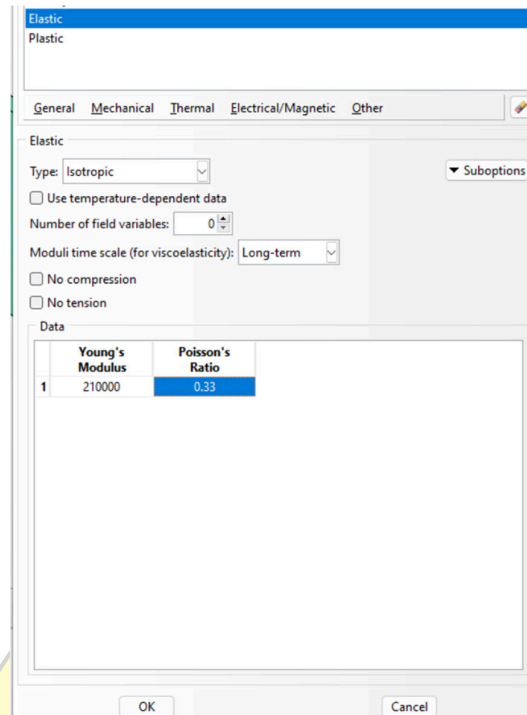 Elastic
Plastic
General Mechanical Thermal Electrical/Magnetic Other
Elastic
Type: Isotropic
Suboptions
Use temperature-dependent data
Number of field variables: 0
Moduli time scale (for viscoelasticity): Long-term
No compression
No tension
Data
Young's Poisson's
Modulus Ratio
1 210000 0.33
OK Cancel